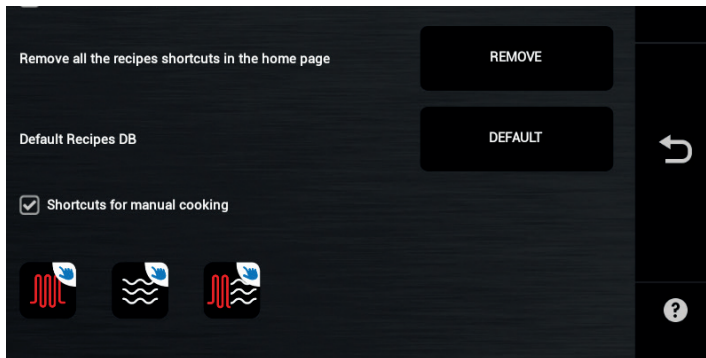 Remove all the recipes shortcuts in the home page
REMOVE
Default Recipes DB
DEFAULT
Shortcuts for manual cooking
?